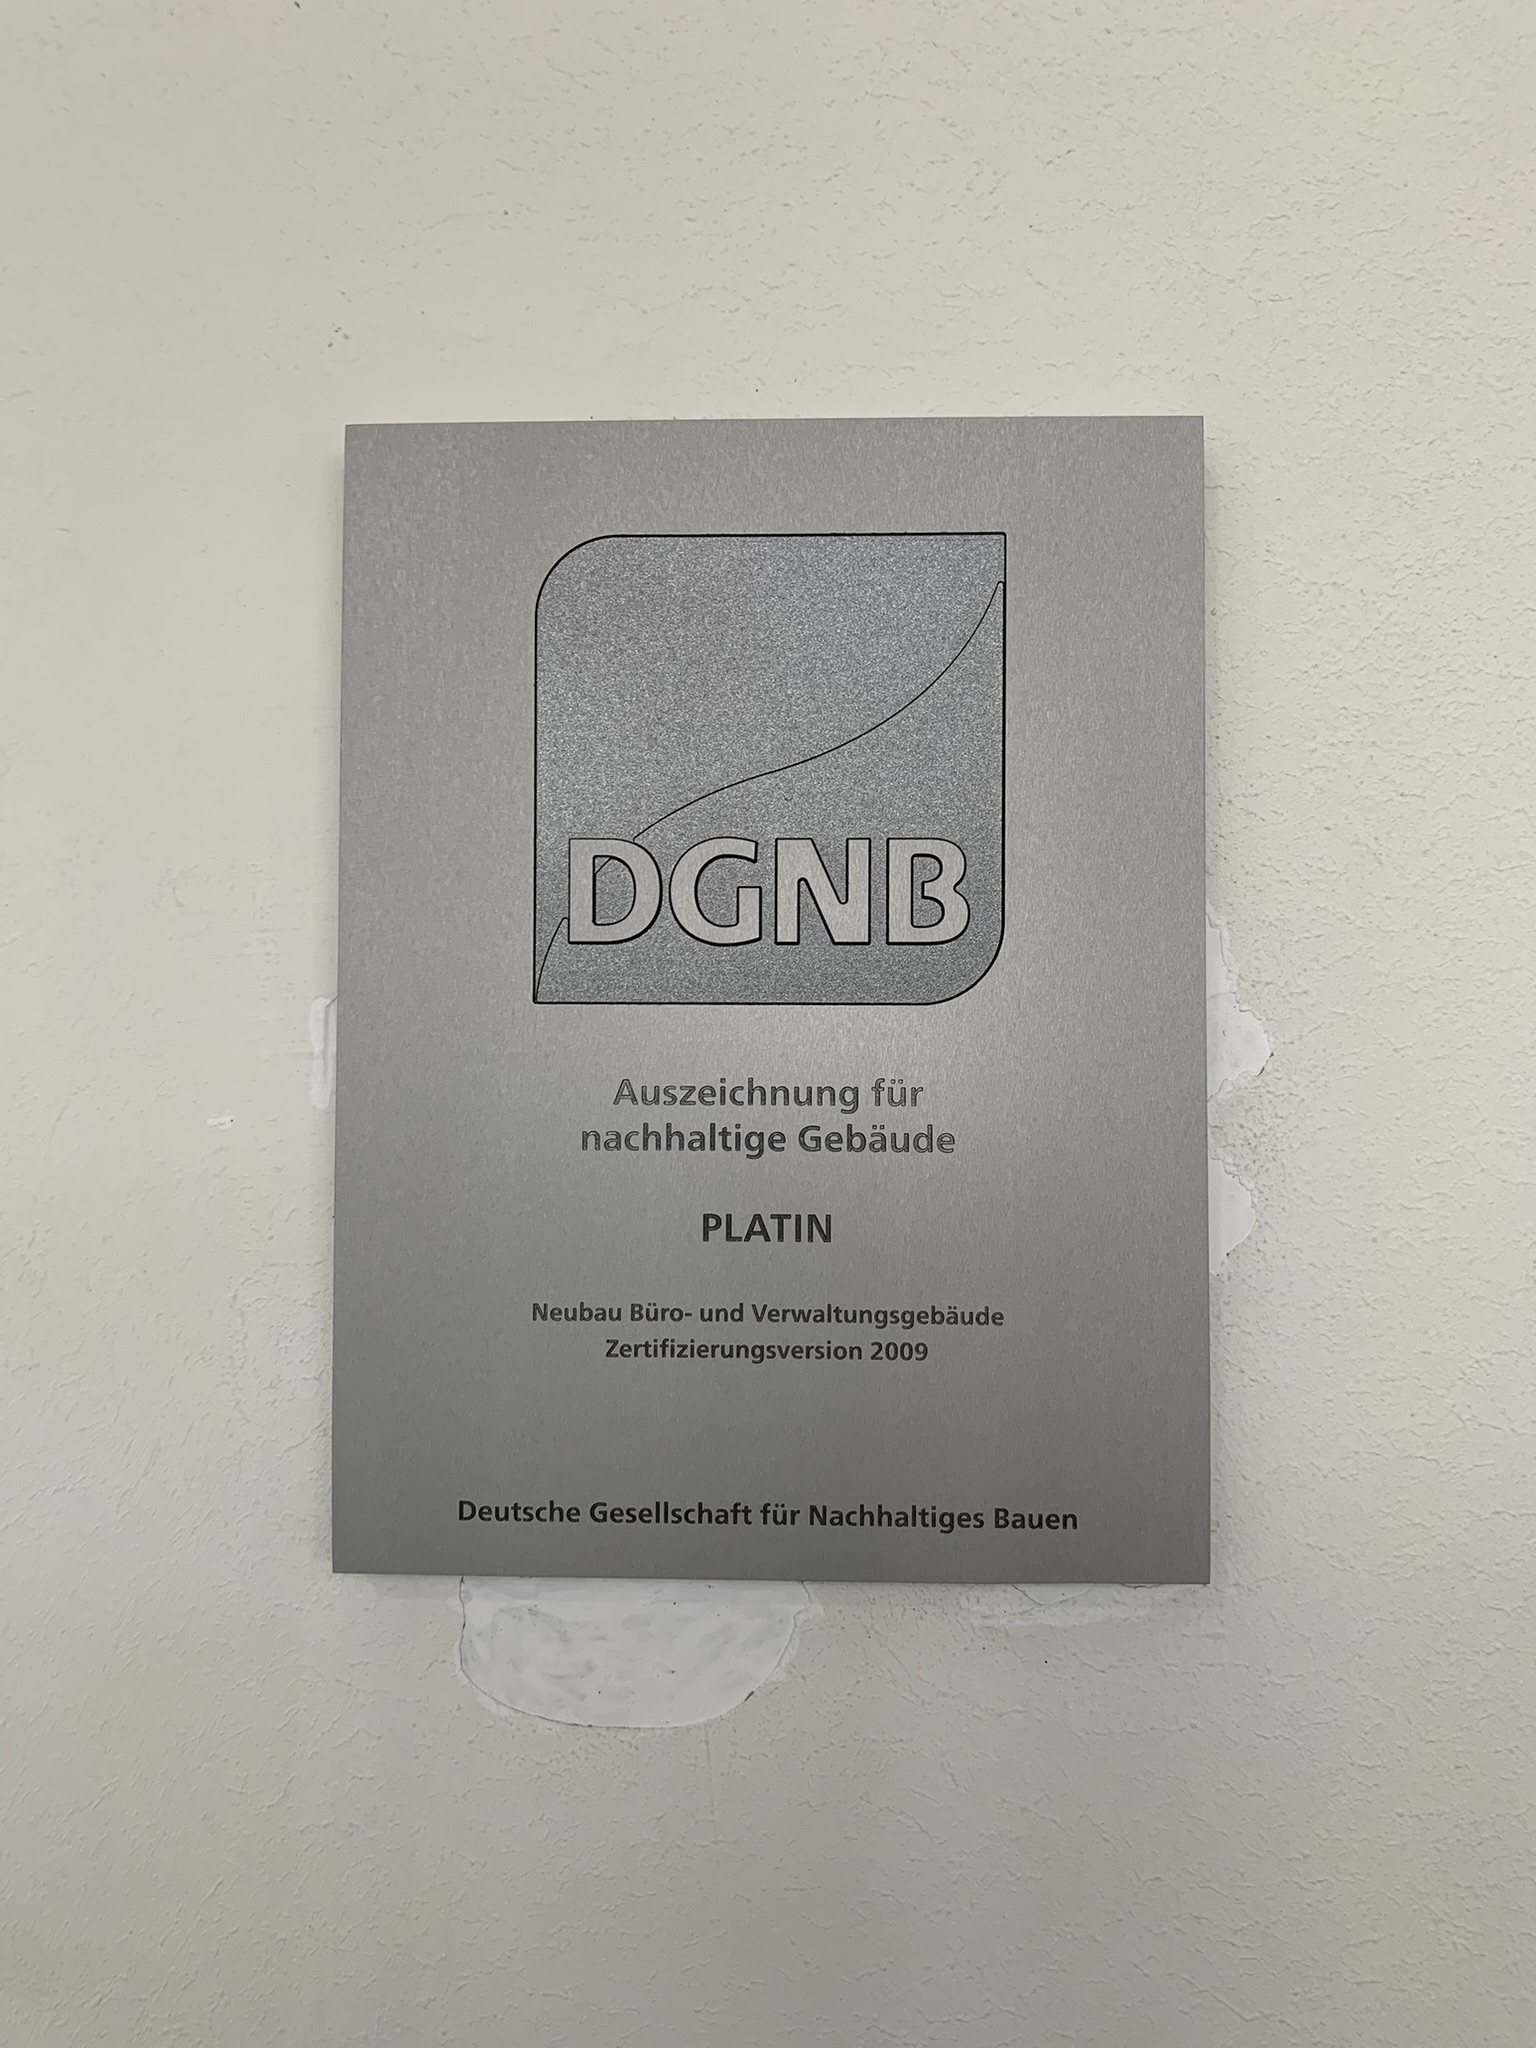 DGNB
Auszeichnung für
nachhaltige Gebäude
PLATIN
Neubau Büro- und Verwaltungsgebäude
Zertifizierungsversion 2009
Deutsche Gesellschaft für Nachhaltiges Bauen